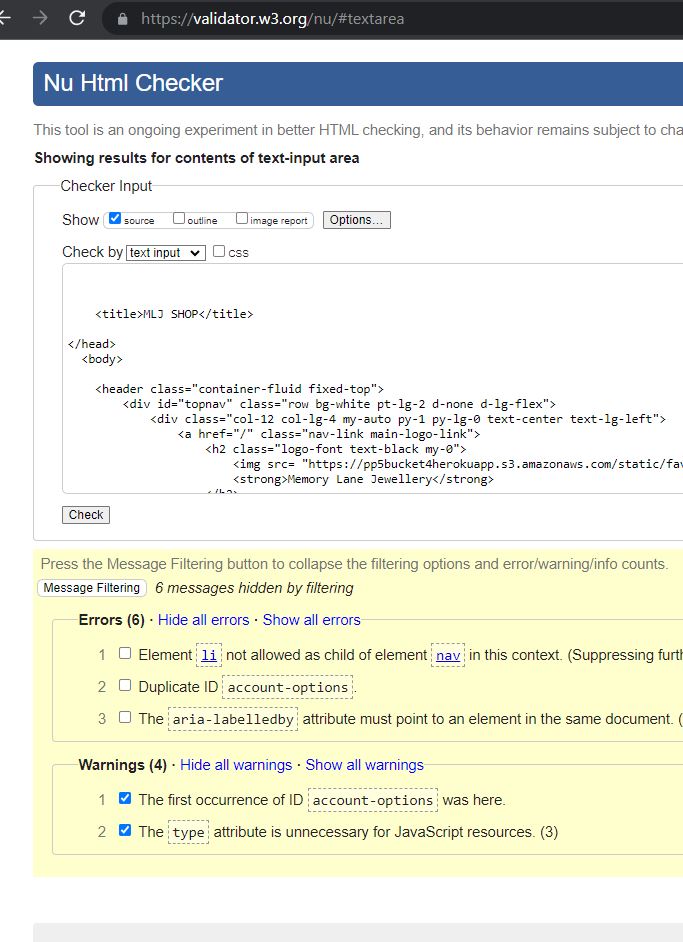 https://validator.w3.org/nu/#textarea
Nu Html Checker
This tool is an ongoing experiment in better HTML checking, and its behavior remains subject to cha
Showing results for contents of text-input area
Checker Input
Show source outline image report Options...
Check by text input css
<title>MLJ SHOP</title>
</head>
<body>
<header class="container-fluid fixed-top">
<div id="topnav" class="row bg-white pt-lg-2 d-none d-lg-flex">
<div class="col-12 col-lg-4 my-auto py-1 py-lg-0 text-center text-lg-left">
<a href="/" class="nav-link main-logo-link">
<h2 class="logo-font text-black my-0">
<img src= "https://pp5bucket4herokuapp.s3.amazonaws.com/static/fav
<strong>Memory Lane Jewellery</strong>
</h2>
Check
Press the Message Filtering button to collapse the filtering options and error/warning/info counts.
Message Filtering 6 messages hidden by filtering
Errors (6) · Hide all errors · Show all errors
1 Element li not allowed as child of element nav in this context. (Suppressing furth
2 Duplicate ID account-options.
3 The aria-labelledby attribute must point to an element in the same document. (
Warnings (4) · Hide all warnings · Show all warnings
1 The first occurrence of ID account-options was here.
2 The type attribute is unnecessary for JavaScript resources. (3)